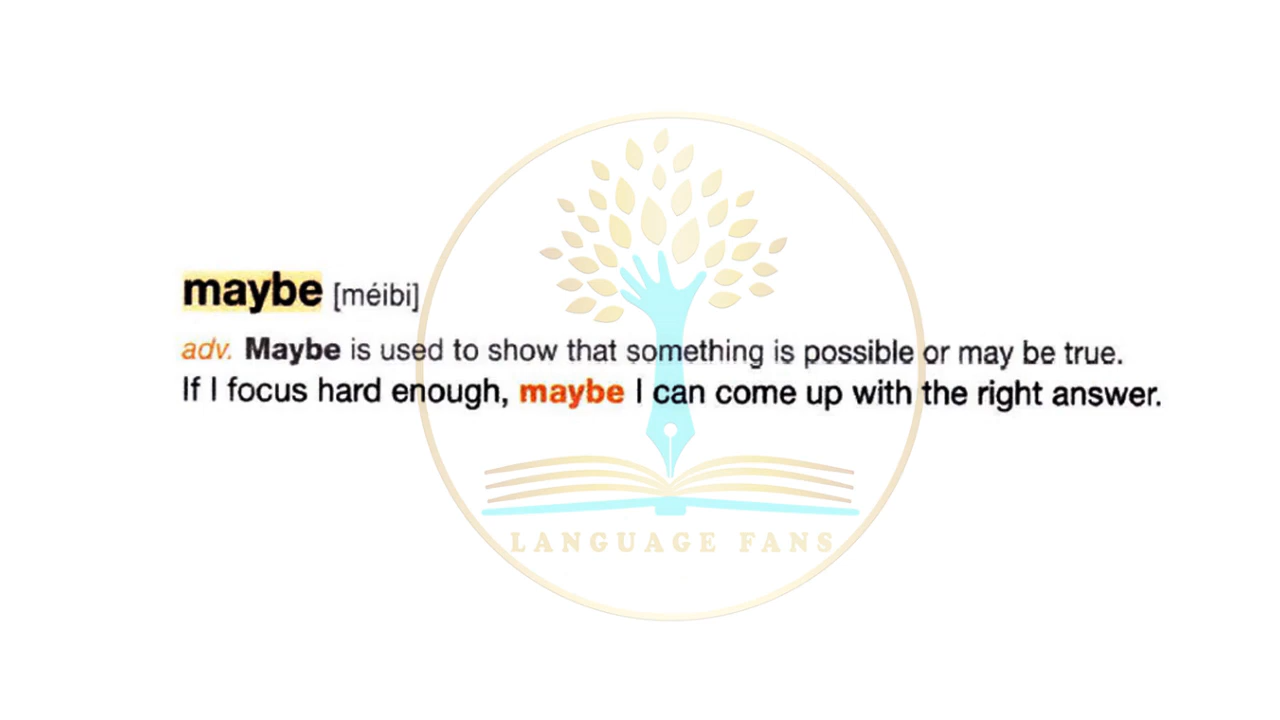 maybe [méibi]
adv. Maybe is used to show that something is possible or may be true.
If I focus hard enough, maybe I can come up with the right answer.
LANGUAGE FANS